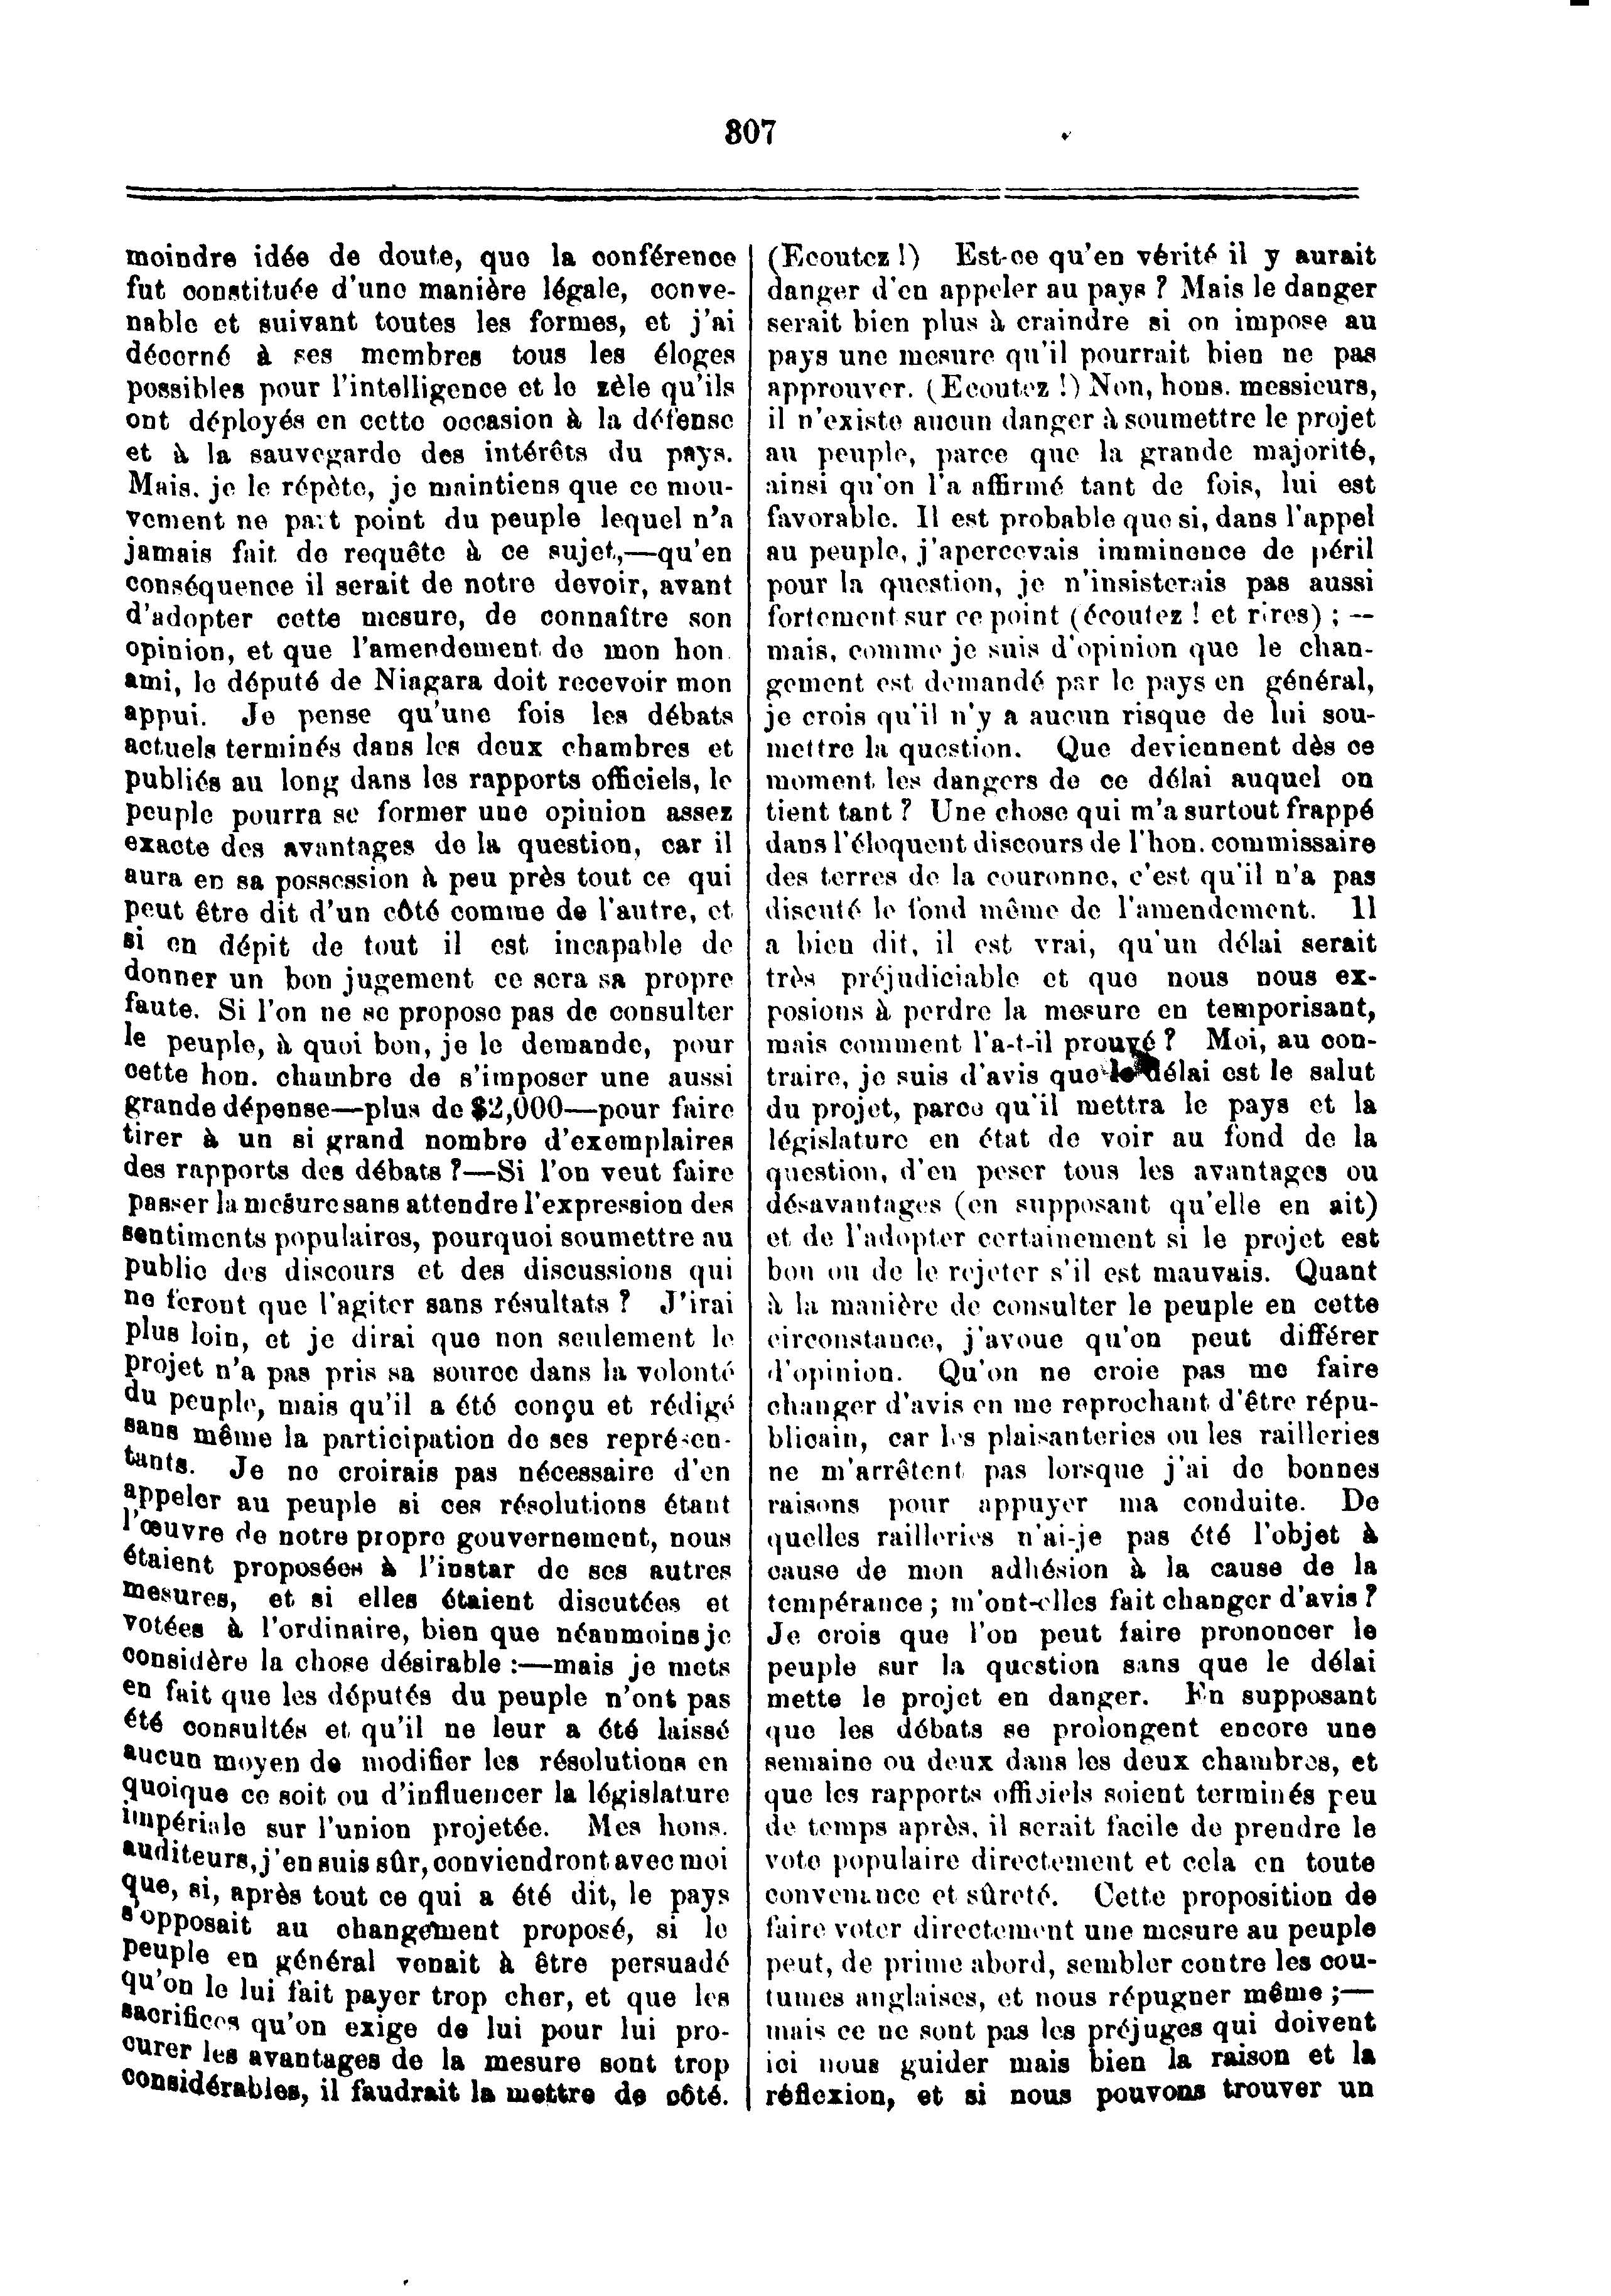 307
moindre idée de doute, que la conférence
fut constituée d'une manière légale, conve-
nable et suivant toutes les formes, et j'ai
décerné à ses membres tous les éloges
possibles pour l'intelligence et le zèle qu'ils
ont déployés en cette occasion à la défense
et à la sauvegarde des intérêts du pays.
Mais, je le répète, je maintiens que ce mou-
vement ne part point du peuple lequel n'a
jamais fait de requête à ce sujet,—qu'en
conséquence il serait de notre devoir, avant
d'adopter cette mesure, de connaître son
opinion, et que l'amendement de mon hon.
ami, le député de Niagara doit recevoir mon
appui. Je pense qu'une fois les débats
actuels terminés dans les deux chambres et
publiés au long dans les rapports officiels, le
peuple pourra se former une opinion assez
exacte des avantages de la question, car il
aura en sa possession à peu près tout ce qui
peut être dit d'un côté comme de l'autre, et
si en dépit de tout il est incapable de
donner un bon jugement ce sera sa propre
faute. Si l'on ne se propose pas de consulter
le peuple, à quoi bon, je le demande, pour
cette hon. chambre de s'imposer une aussi
grande dépense—plus de $2,000—pour faire
tirer à un si grand nombre d'exemplaires
des rapports des débats ?—Si l'on veut faire
passer la mesure sans attendre l'expression des
sentiments populaires, pourquoi soumettre au
public des discours et des discussions qui
ne feront que l'agiter sans résultats ? J'irai
plus loin, et je dirai que non seulement le
projet n'a pas pris sa source dans la volonté
du peuple, mais qu'il a été conçu et rédigé
sans même la participation de ses représen-
tants. Je ne croirais pas nécessaire d'en
appeler au peuple si ces résolutions étant
l'œuvre de notre propre gouvernement, nous
étaient proposées à l'instar de ses autres
mesures, et si elles étaient discutées et
votées à l'ordinaire, bien que néanmoins je
considère la chose désirable :—mais je mets
en fait que les députés du peuple n'ont pas
été consultés et qu'il ne leur a été laissé
aucun moyen de modifier les résolutions en
quoique ce soit ou d'influencer la législature
impériale sur l'union projetée. Mes hons.
auditeurs, j'en suis sûr, conviendront avec moi
que, si, après tout ce qui a été dit, le pays
s'opposait au changement proposé, si le
peuple en général venait à être persuadé
qu'on le lui fait payer trop cher, et que les
sacrifices qu'on exige de lui pour lui pro-
curer les avantages de la mesure sont trop
considérables, il faudrait la mettre de côté.
(Ecoutez !) Est-ce qu'en vérité il y aurait
danger d'en appeler au pays ? Mais le danger
serait bien plus à craindre si on impose au
pays une mesure qu'il pourrait bien ne pas
approuver. (Ecoutez !) Non, hons. messieurs,
il n'existe aucun danger à soumettre le projet
au peuple, parce que la grande majorité,
ainsi qu'on l'a affirmé tant de fois, lui est
favorable. Il est probable que si, dans l'appel
au peuple, j'apercevais imminence de péril
pour la question, je n'insisterais pas aussi
fortement sur ce point (écoutez ! et rires) ; —
mais, comme je suis d'opinion que le chan-
gement est demandé par le pays en général,
je crois qu'il n'y a aucun risque de lui sou-
mettre la question. Que deviennent dès ce
moment les dangers de ce délai auquel on
tient tant ? Une chose qui m'a surtout frappé
dans l'éloquent discours de l'hon. commissaire
des terres de la couronne, c'est qu'il n'a pas
discuté le fond même de l'amendement. Il
a bien dit, il est vrai, qu'un délai serait
très préjudiciable et que nous nous ex-
posions à perdre la mesure en temporisant,
mais comment l'a-t-il prouvé ? Moi, au con-
traire, je suis d'avis que le délai est le salut
du projet, parce qu'il mettra le pays et la
législature en état de voir au fond de la
question, d'en peser tous les avantages ou
désavantages (en supposant qu'elle en ait)
et de l'adopter certainement si le projet est
bon ou de le rejeter s'il est mauvais. Quant
à la manière de consulter le peuple en cette
circonstance, j'avoue qu'on peut différer
d'opinion. Qu'on ne croie pas me faire
changer d'avis en me reprochant d'être répu-
blicain, car les plaisanteries ou les railleries
ne m'arrêtent pas lorsque j'ai de bonnes
raisons pour appuyer ma conduite. De
quelles railleries n'ai-je pas été l'objet à
cause de mon adhésion à la cause de la
tempérance ; m'ont-elles fait changer d'avis ?
Je crois que l'on peut faire prononcer le
peuple sur la question sans que le délai
mette le projet en danger. En supposant
que les débats se prolongent encore une
semaine ou deux dans les deux chambres, et
que les rapports officiels soient terminés peu
de temps après, il serait facile de prendre le
vote populaire directement et cela en toute
convenance et sûreté. Cette proposition de
faire voter directement une mesure au peuple
peut, de prime abord, sembler contre les cou-
tumes anglaises, et nous répugner même ;—
mais ce ne sont pas les préjuges qui doivent
ici nous guider mais bien la raison et la
réflexion, et si nous pouvons trouver un